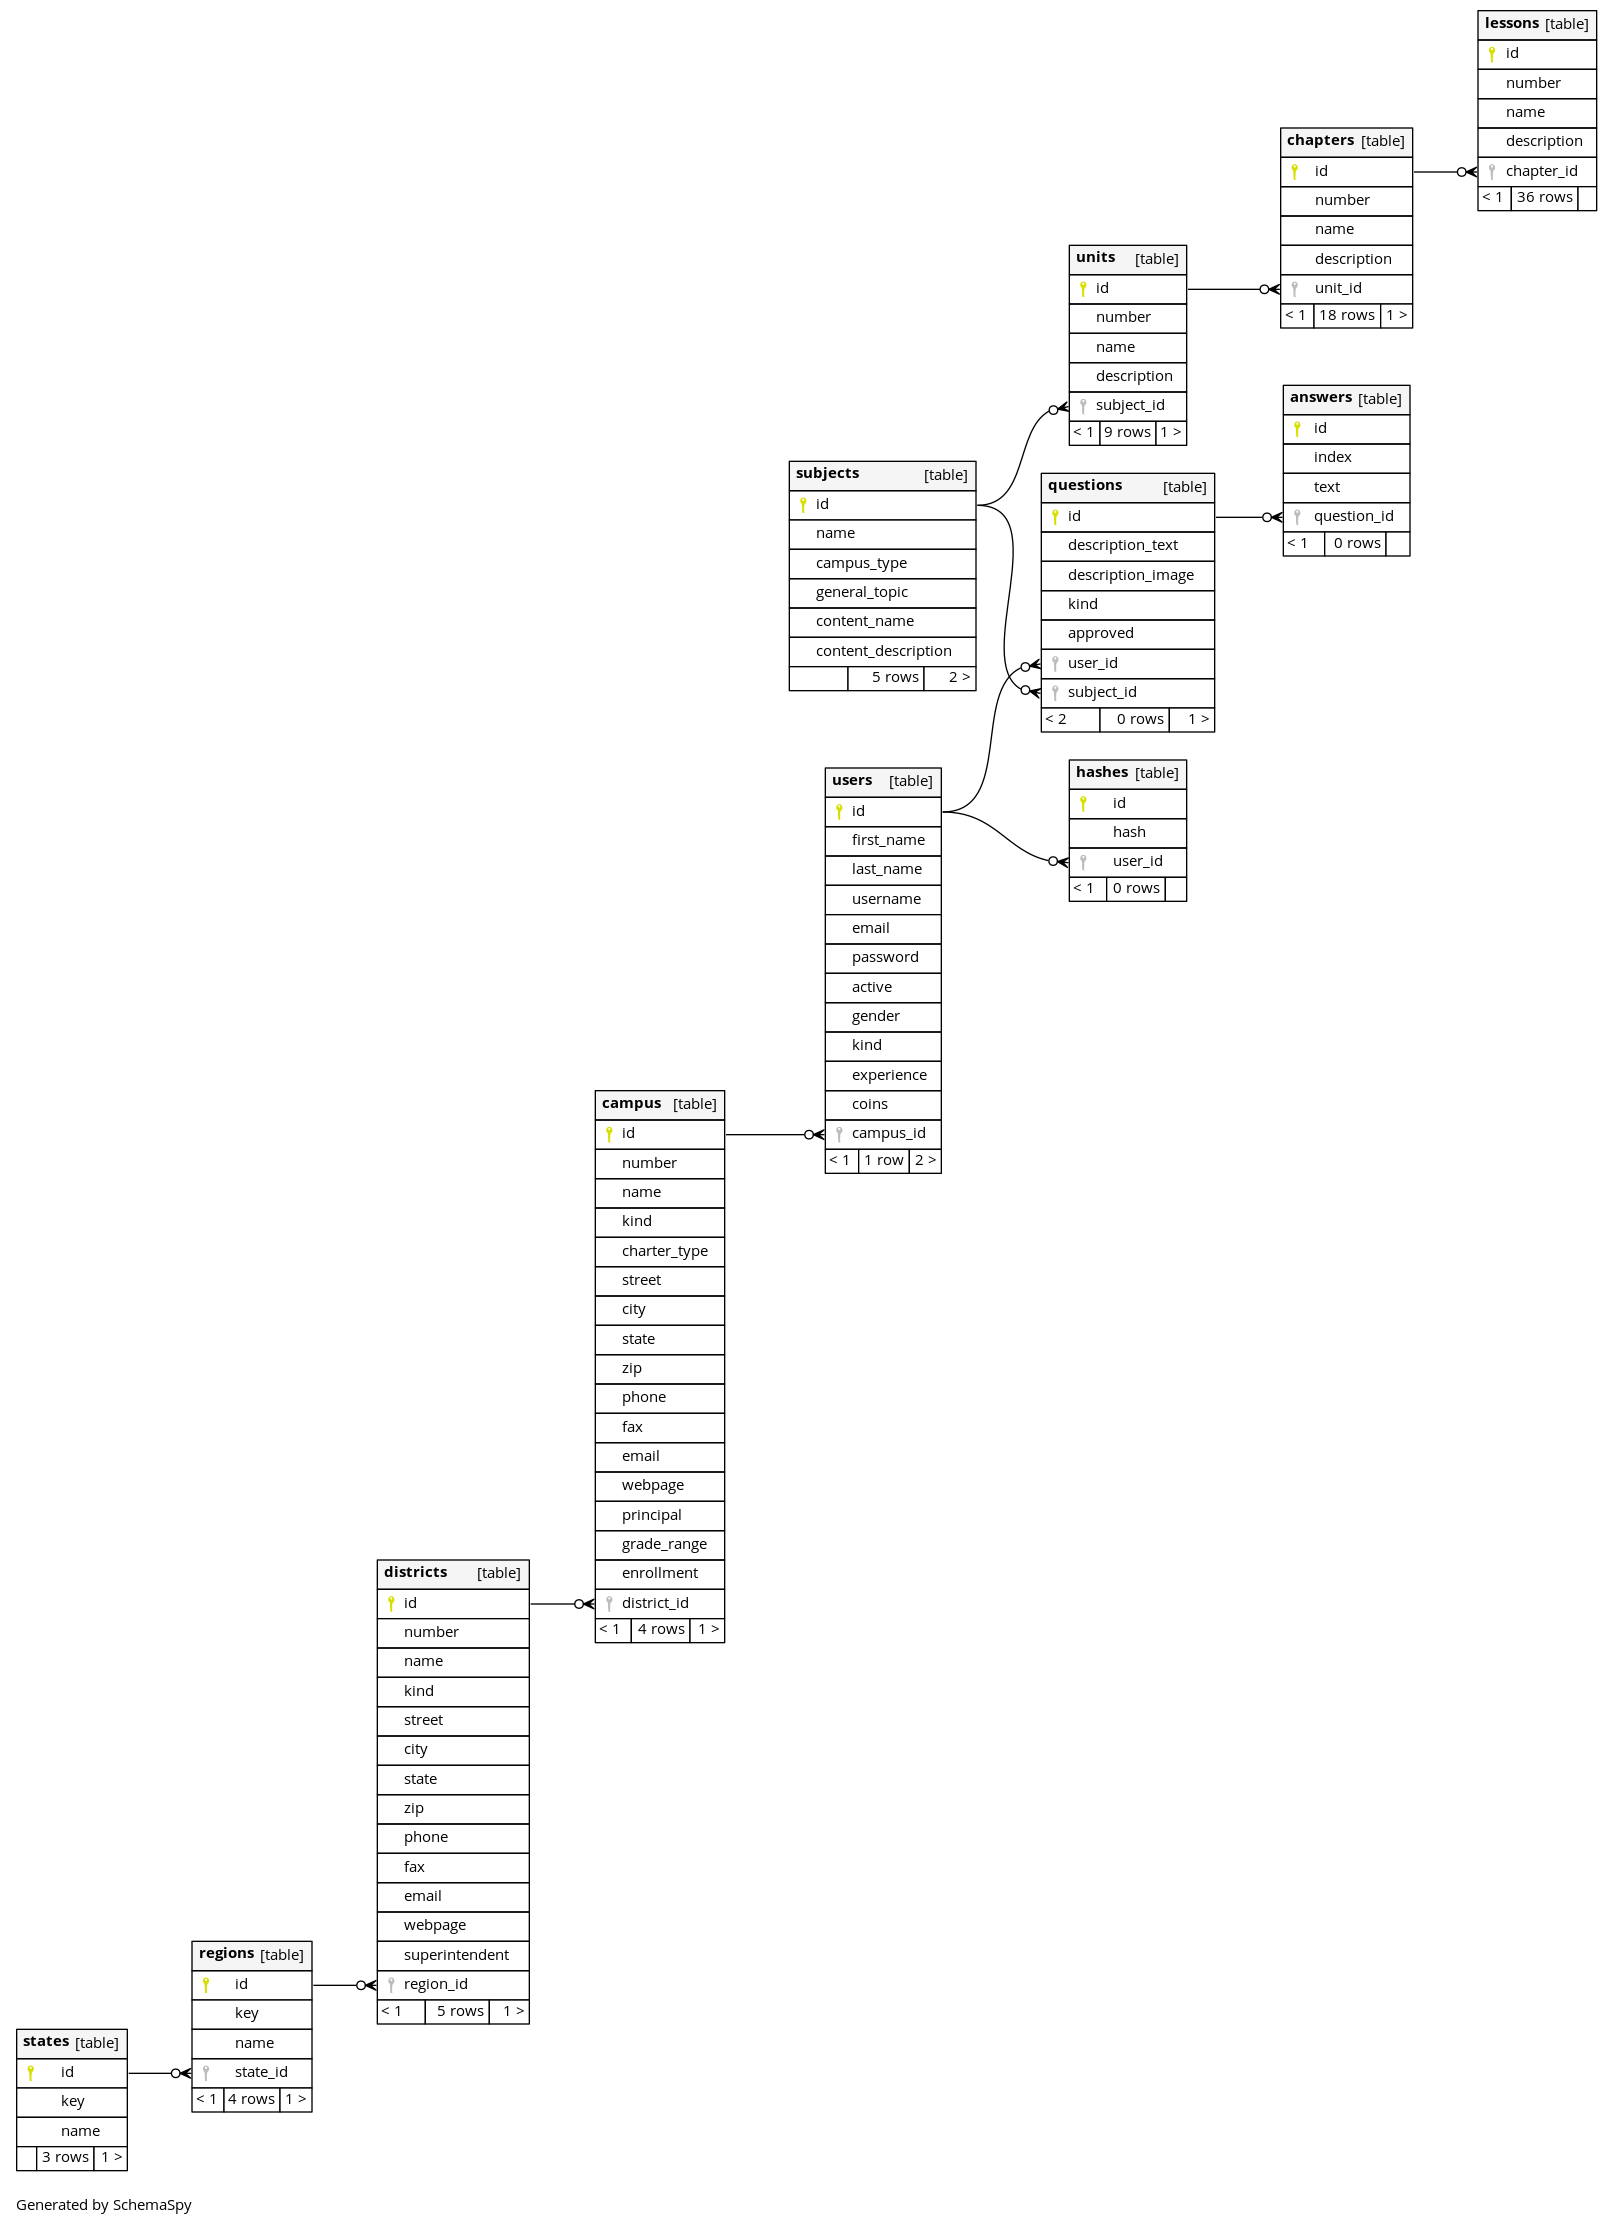 lessons [table]
id
number
name
description
chapter_id
< 1 36 rows
chapters [table]
id
number
name
description
unit_id
< 1 18 rows 1 >
units [table]
id
number
name
description
subject_id
< 1 9 rows 1 >
answers [table]
id
index
text
question_id
< 1 0 rows
subjects [table]
id
name
campus_type
general_topic
content_name
content_description
5 rows 2 >
questions [table]
id
description_text
description_image
kind
approved
user_id
subject_id
< 2 0 rows 1 >
hashes [table]
id
hash
user_id
< 1 0 rows
users [table]
id
first_name
last_name
username
email
password
active
gender
kind
experience
coins
campus_id
< 1 1 row 2 >
campus [table]
id
number
name
kind
charter_type
street
city
state
zip
phone
fax
email
webpage
principal
grade_range
enrollment
district_id
< 1 4 rows 1 >
districts [table]
id
number
name
kind
street
city
state
zip
phone
fax
email
webpage
superintendent
region_id
< 1 5 rows 1 >
regions [table]
id
key
name
state_id
< 1 4 rows 1 >
states [table]
id
key
name
3 rows 1 >
Generated by SchemaSpy